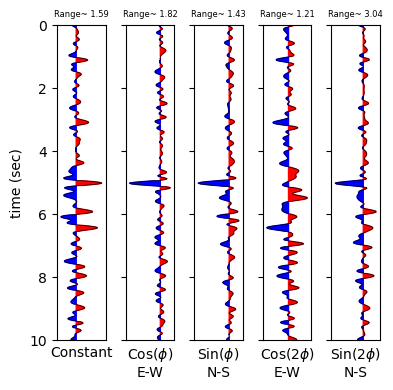 Range~ 1.59 Range~ 1.82 Range~ 1.43 Range~ 1.21 Range~ 3.04
0
2
4
6
8
10
time (sec)
Constant Cos(ϕ) Sin(ϕ) Cos(2ϕ) Sin(2ϕ)
E-W N-S E-W N-S